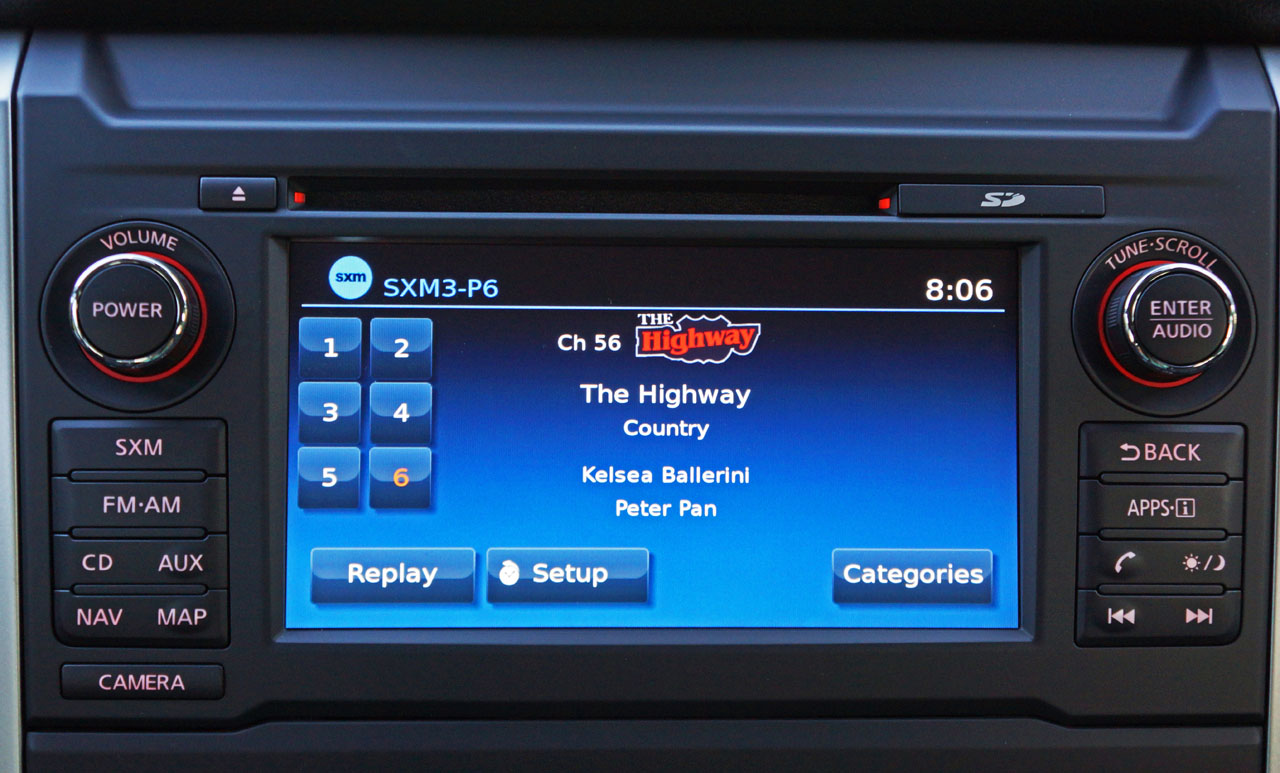 SD
VOLUME
POWER
TUNE·SCROLL
ENTER
AUDIO
sxm SXM3-P6 8:06
1 2
3 4
5 6
Ch 56 THE Highway
The Highway
Country
Kelsea Ballerini
Peter Pan
Replay Setup Categories
SXM
FM·AM
CD AUX
NAV MAP
CAMERA
BACK
APPS·i